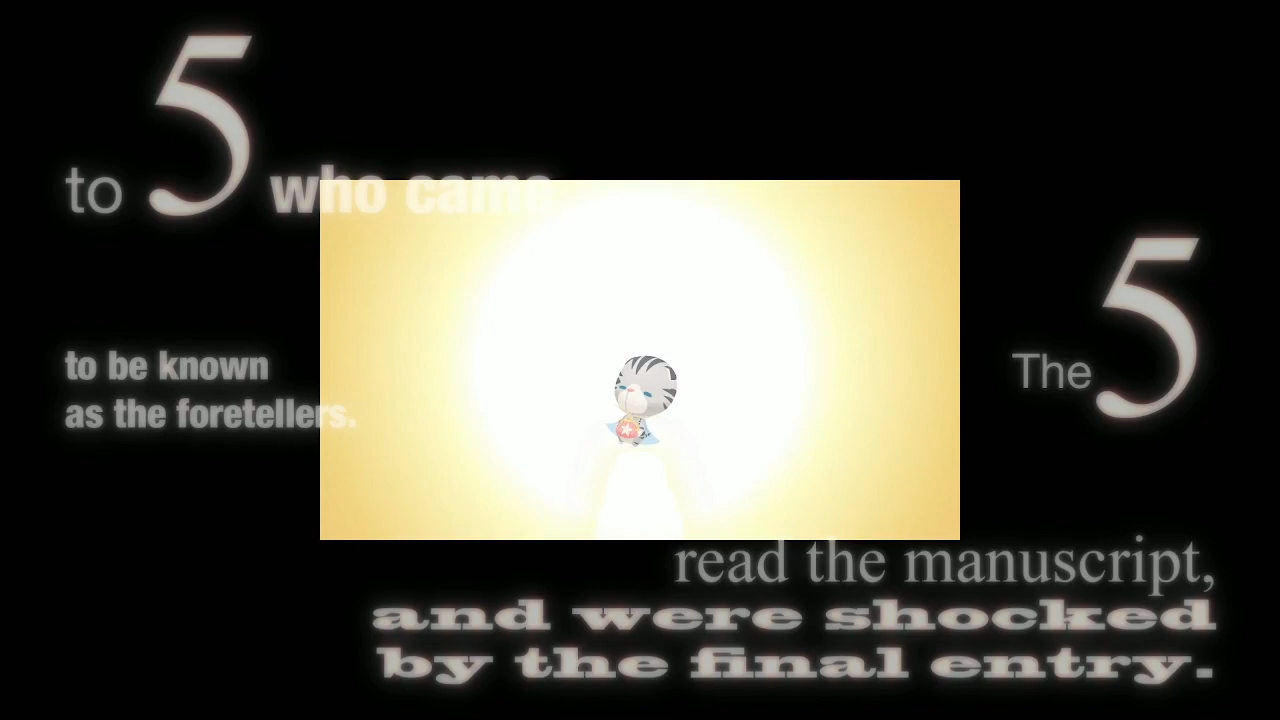 to 5 who came
to be known
as the foretellers.
The 5
read the manuscript,
and were shocked
by the final entry.